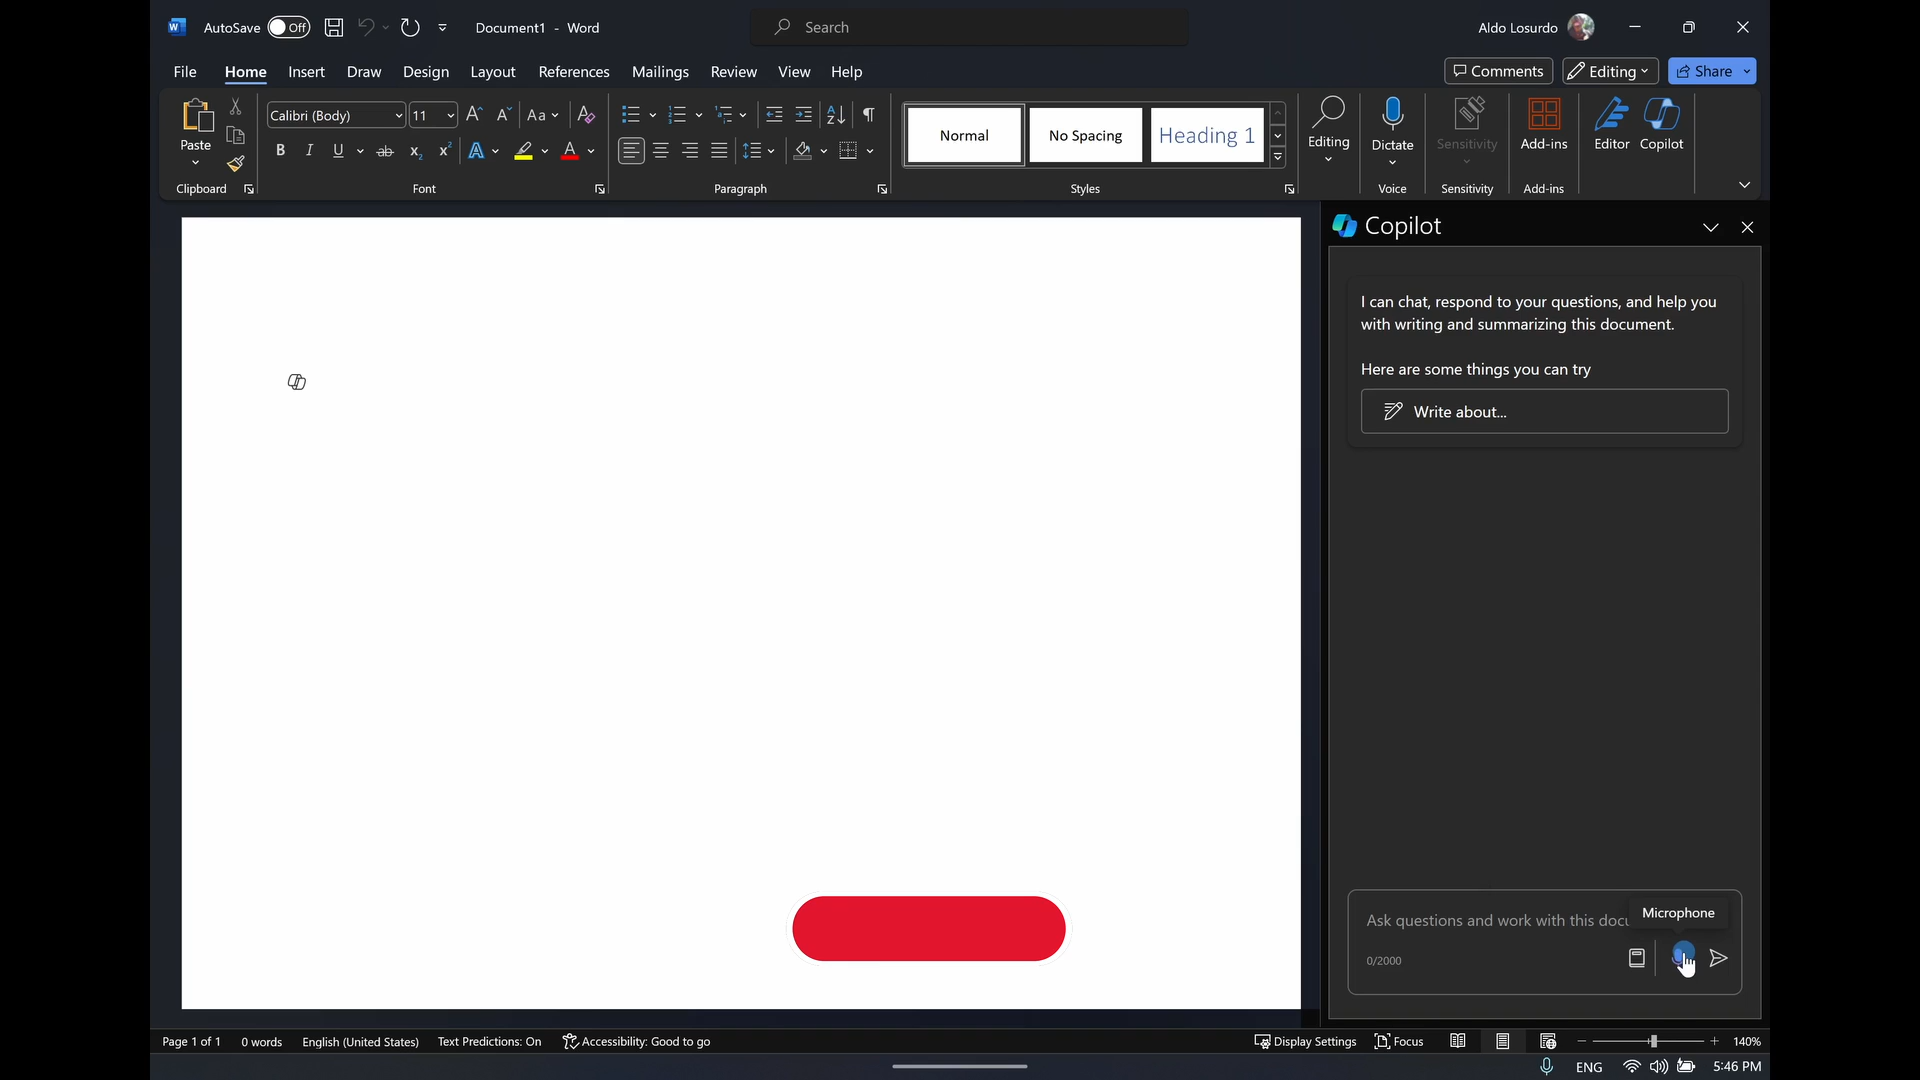 AutoSave Off Document1 - Word Search Aldo Losurdo
File Home Insert Draw Design Layout References Mailings Review View Help Comments Editing Share
Paste Calibri (Body) 11 Aa Normal No Spacing Heading 1 Editing Dictate Sensitivity Add-ins Editor Copilot
Clipboard Font Paragraph Styles Voice Sensitivity Add-ins
Copilot
I can chat, respond to your questions, and help you
with writing and summarizing this document.
Here are some things you can try
Write about...
Microphone
Ask questions and work with this docu
0/2000
Page 1 of 1 0 words English (United States) Text Predictions: On Accessibility: Good to go Display Settings Focus 140%
ENG 5:46 PM